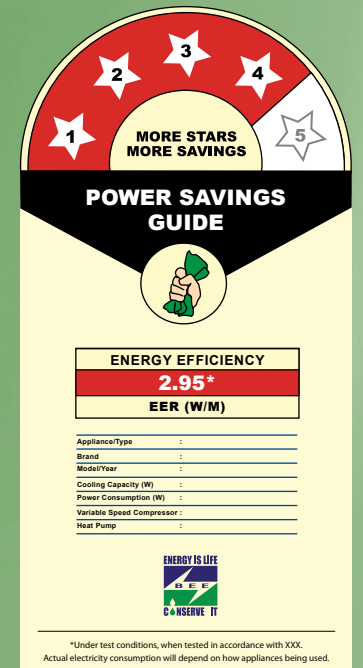 1
2
3
4
5
MORE STARS
MORE SAVINGS
POWER SAVINGS
GUIDE
ENERGY EFFICIENCY
2.95*
EER (W/M)
Appliance/Type :
Brand :
Model/Year :
Cooling Capacity (W) :
Power Consumption (W) :
Variable Speed Compressor :
Heat Pump :
ENERGY IS LIFE
BEE
CONSERVE IT
*Under test conditions, when tested in accordance with XXX.
Actual electricity consumption will depend on how appliances being used.